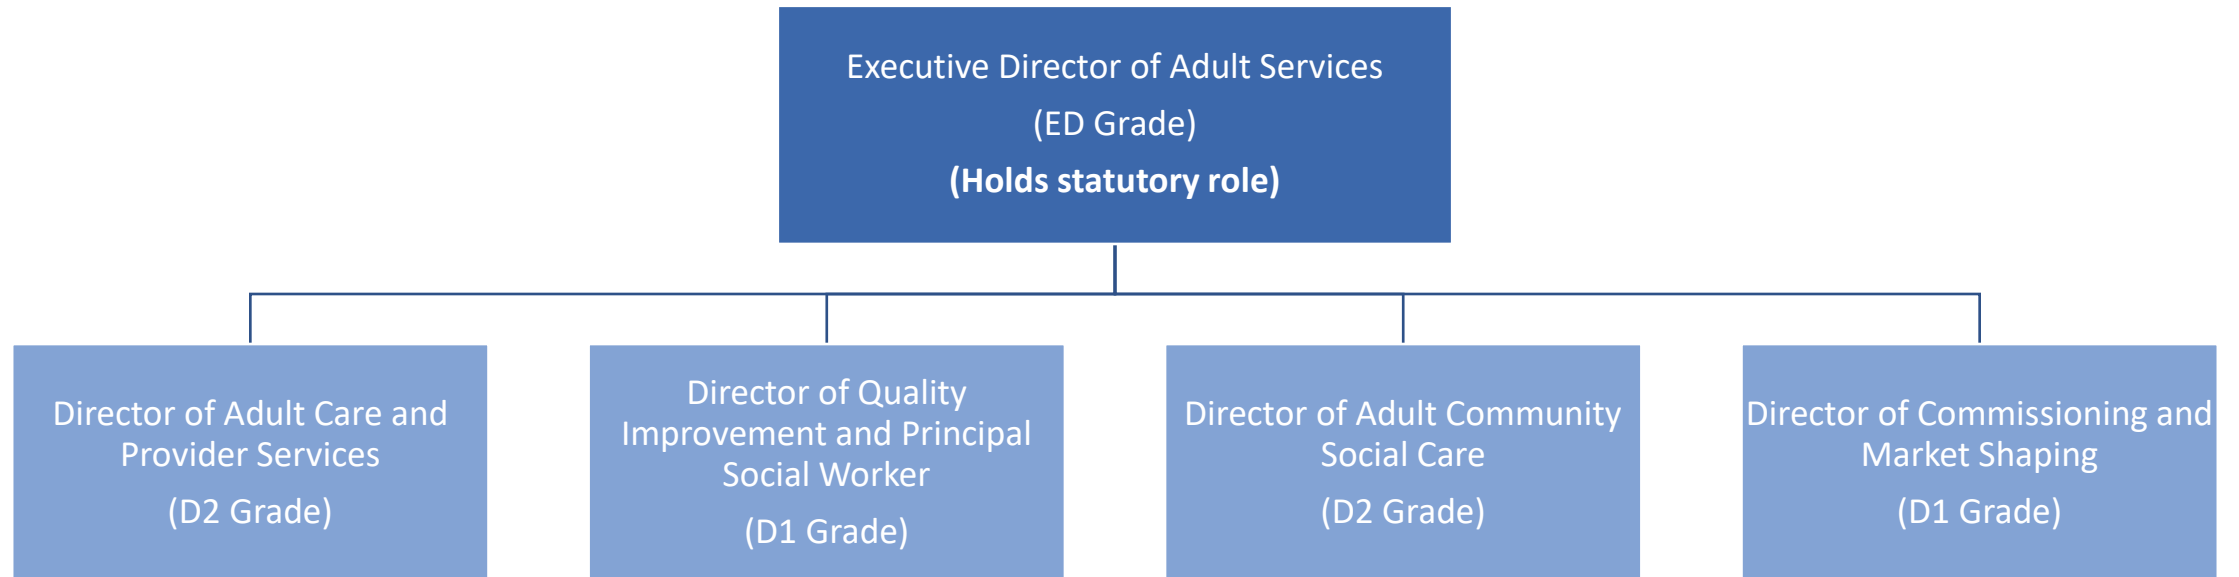 Executive Director of Adult Services
(ED Grade)
(Holds statutory role)
Director of Adult Care and
Provider Services
(D2 Grade)
Director of Quality
Improvement and Principal
Social Worker
(D1 Grade)
Director of Adult Community
Social Care
(D2 Grade)
Director of Commissioning and
Market Shaping
(D1 Grade)